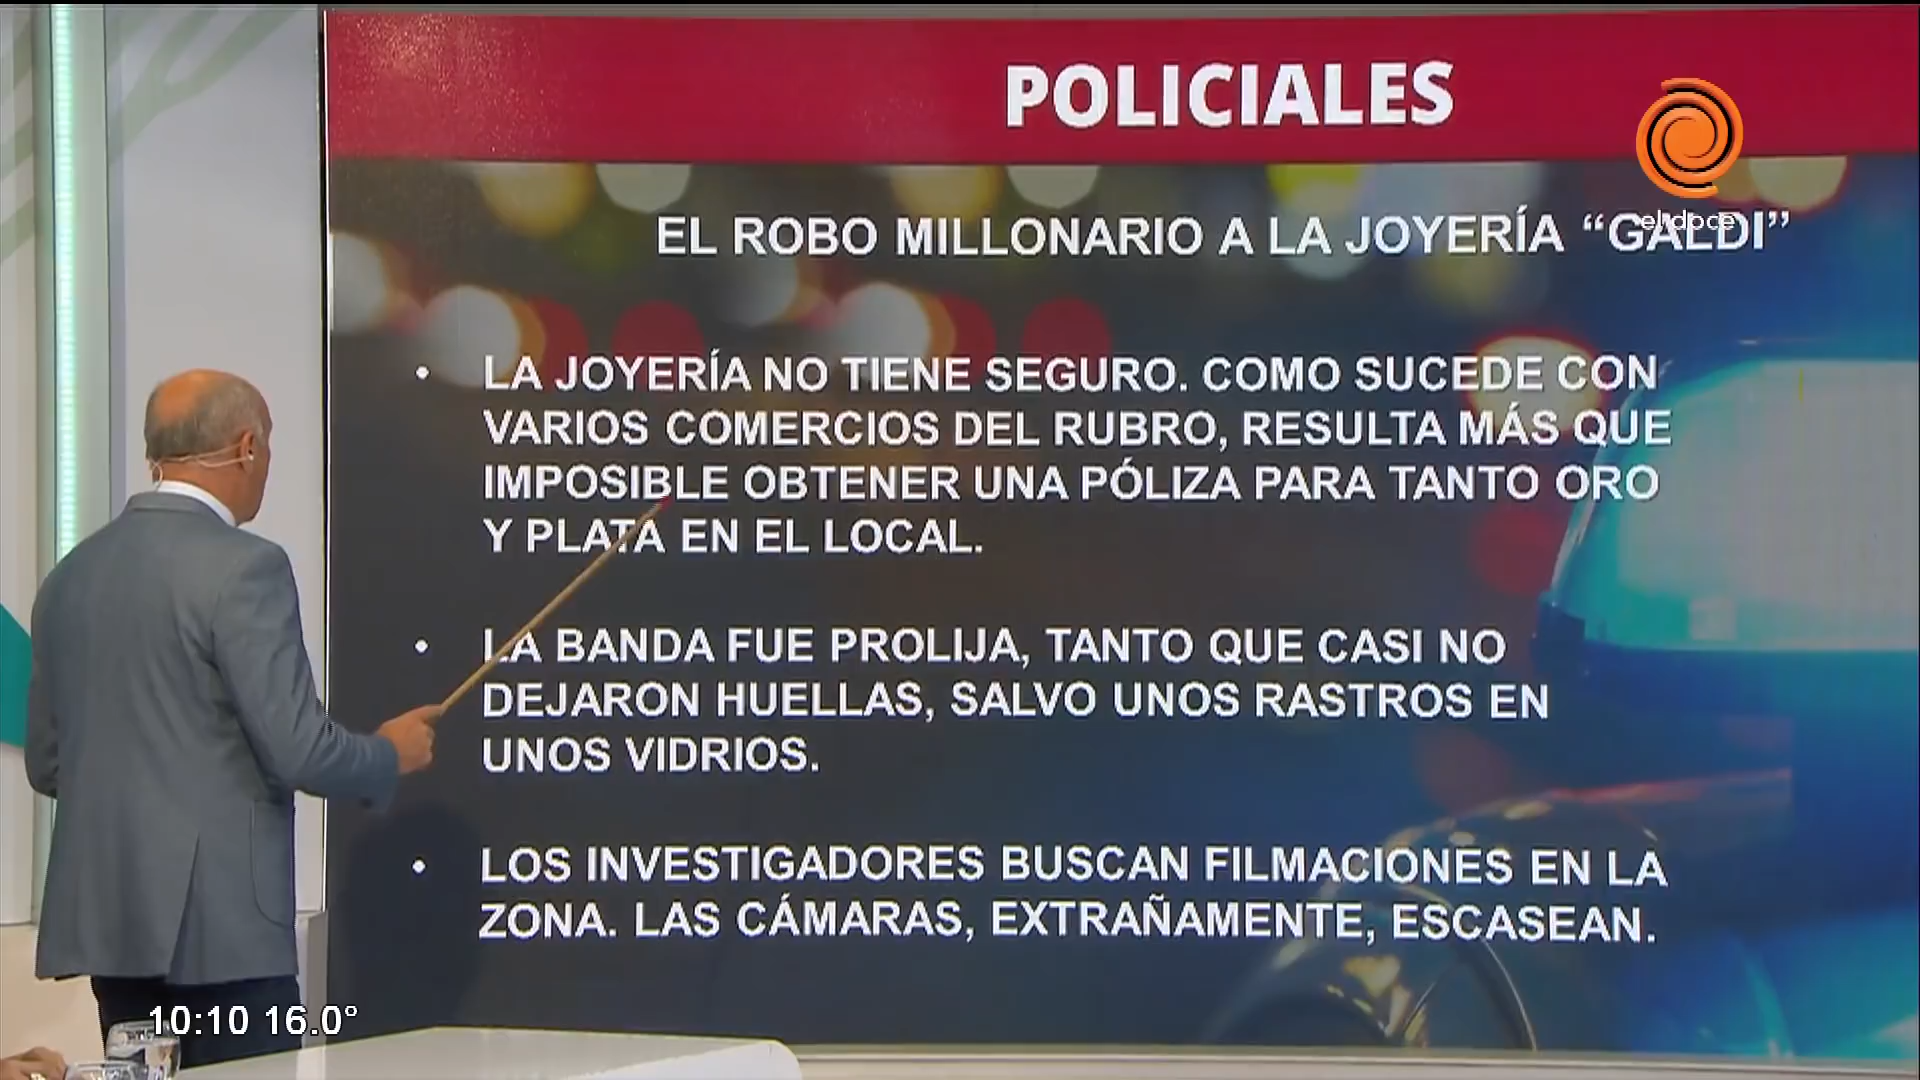 POLICIALES
el doce
EL ROBO MILLONARIO A LA JOYERÍA “GALDI”
• LA JOYERÍA NO TIENE SEGURO. COMO SUCEDE CON
VARIOS COMERCIOS DEL RUBRO, RESULTA MÁS QUE
IMPOSIBLE OBTENER UNA PÓLIZA PARA TANTO ORO
Y PLATA EN EL LOCAL.
• LA BANDA FUE PROLIJA, TANTO QUE CASI NO
DEJARON HUELLAS, SALVO UNOS RASTROS EN
UNOS VIDRIOS.
• LOS INVESTIGADORES BUSCAN FILMACIONES EN LA
ZONA. LAS CÁMARAS, EXTRAÑAMENTE, ESCASEAN.
10:10 16.0°